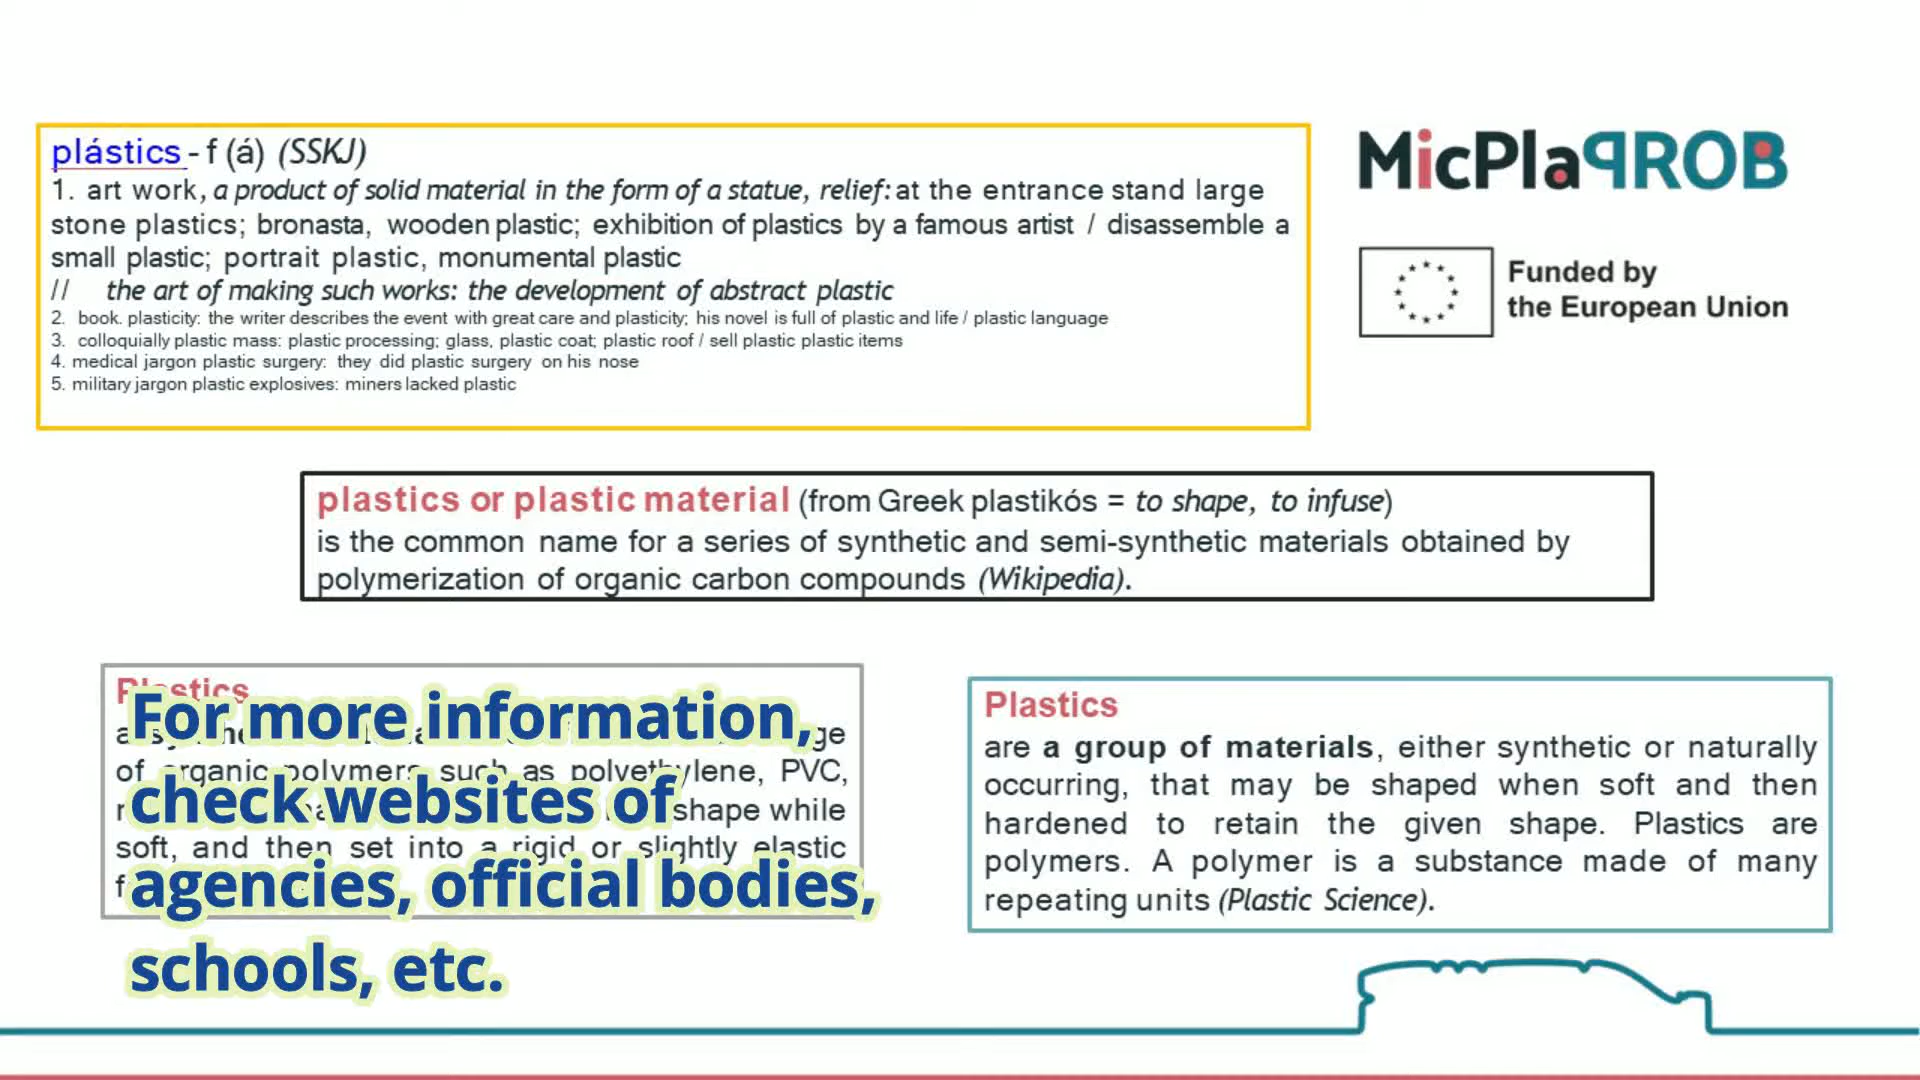 plástics - f (á) (SSKJ)
1. art work, a product of solid material in the form of a statue, relief: at the entrance stand large
stone plastics; bronasta, wooden plastic; exhibition of plastics by a famous artist / disassemble a
small plastic; portrait plastic, monumental plastic
// the art of making such works: the development of abstract plastic
2. book. plasticity: the writer describes the event with great care and plasticity; his novel is full of plastic and life / plastic language
3. colloquially plastic mass: plastic processing; glass, plastic coat; plastic roof / sell plastic plastic items
4. medical jargon plastic surgery: they did plastic surgery on his nose
5. military jargon plastic explosives: miners lacked plastic
MicPlaPROB
Funded by
the European Union
plastics or plastic material (from Greek plastikós = to shape, to infuse)
is the common name for a series of synthetic and semi-synthetic materials obtained by
polymerization of organic carbon compounds (Wikipedia).
Plastics
of organic polymers such as polyethylene, PVC,
shape while
soft, and then set into a rigid or slightly elastic
For more information,
check websites of
agencies, official bodies,
schools, etc.
Plastics
are a group of materials, either synthetic or naturally
occurring, that may be shaped when soft and then
hardened to retain the given shape. Plastics are
polymers. A polymer is a substance made of many
repeating units (Plastic Science).